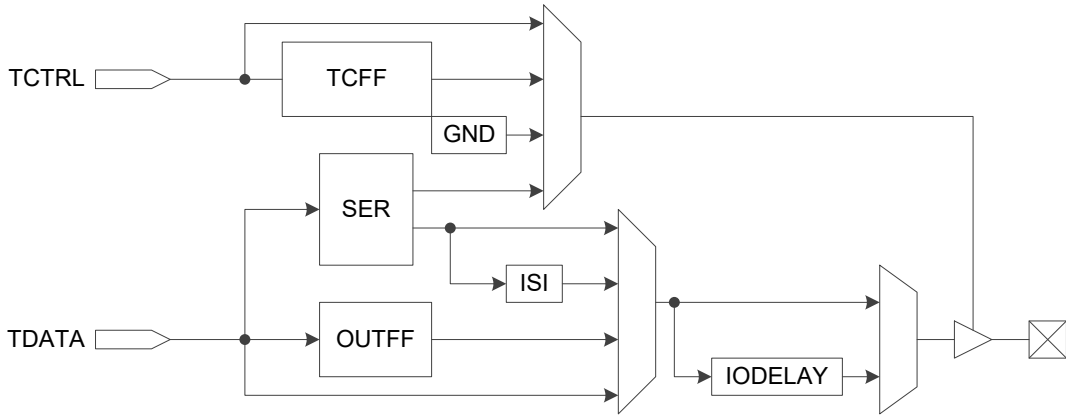 TCTRL
TCFF
GND
SER
ISI
TDATA
OUTFF
IODELAY